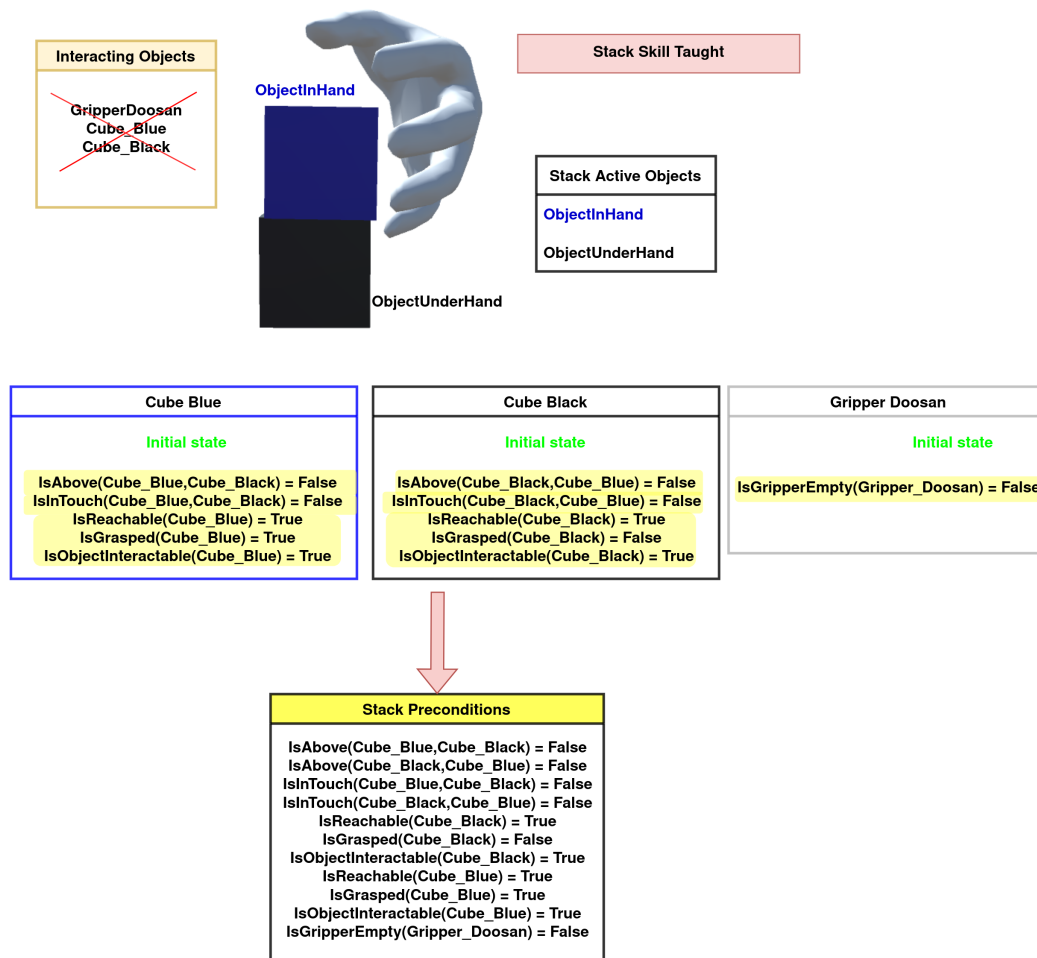 Interacting Objects
GripperDoosan
Cube_Blue
Cube_Black
ObjectInHand
ObjectUnderHand
Stack Skill Taught
Stack Active Objects
ObjectInHand
ObjectUnderHand
Cube Blue
Initial state
IsAbove(Cube_Blue,Cube_Black) = False
IsInTouch(Cube_Blue,Cube_Black) = False
IsReachable(Cube_Blue) = True
IsGrasped(Cube_Blue) = True
IsObjectInteractable(Cube_Blue) = True
Cube Black
Initial state
IsAbove(Cube_Black,Cube_Blue) = False
IsInTouch(Cube_Black,Cube_Blue) = False
IsReachable(Cube_Black) = True
IsGrasped(Cube_Black) = False
IsObjectInteractable(Cube_Black) = True
Gripper Doosan
Initial state
IsGripperEmpty(Gripper_Doosan) = False
Stack Preconditions
IsAbove(Cube_Blue,Cube_Black) = False
IsAbove(Cube_Black,Cube_Blue) = False
IsInTouch(Cube_Blue,Cube_Black) = False
IsInTouch(Cube_Black,Cube_Blue) = False
IsReachable(Cube_Black) = True
IsGrasped(Cube_Black) = False
IsObjectInteractable(Cube_Black) = True
IsReachable(Cube_Blue) = True
IsGrasped(Cube_Blue) = True
IsObjectInteractable(Cube_Blue) = True
IsGripperEmpty(Gripper_Doosan) = False